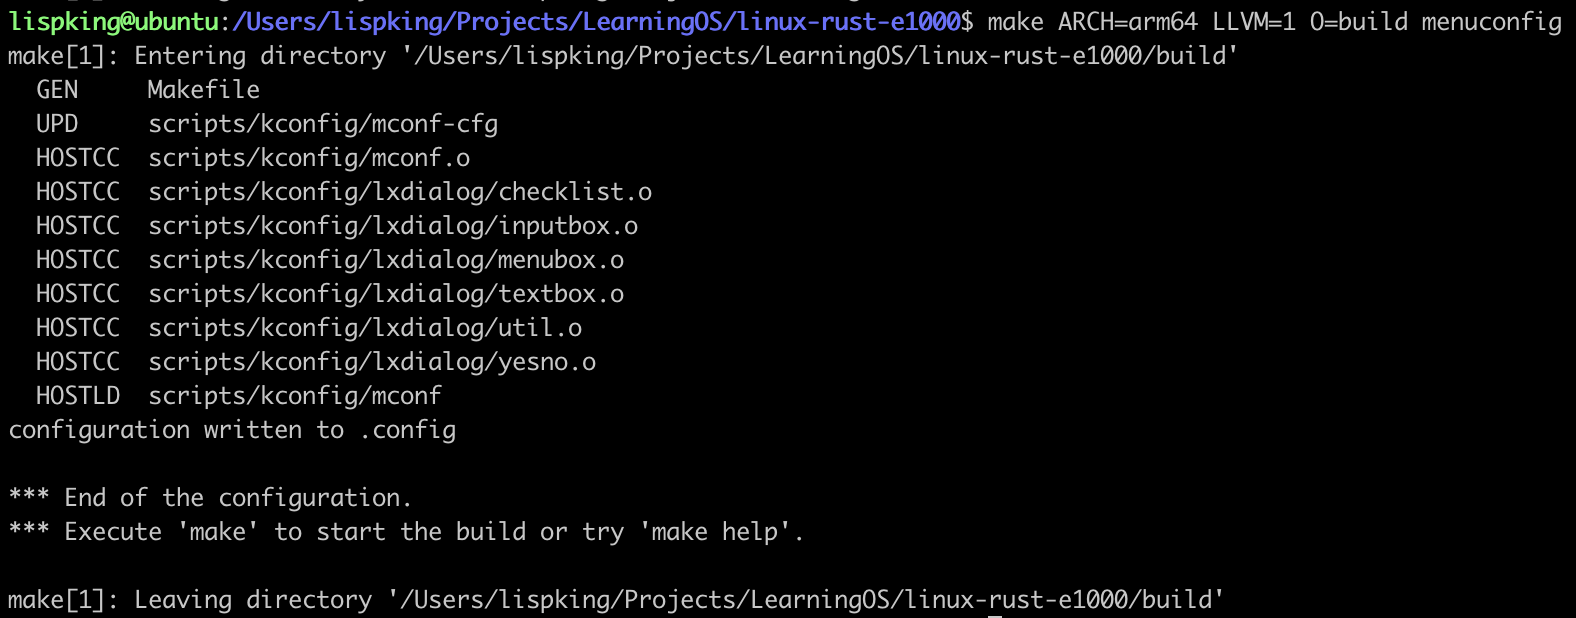 lispking@ubuntu:/Users/lispking/Projects/LearningOS/linux-rust-e1000$ make ARCH=arm64 LLVM=1 O=build menuconfig
make[1]: Entering directory '/Users/lispking/Projects/LearningOS/linux-rust-e1000/build'
  GEN     Makefile
  UPD     scripts/kconfig/mconf-cfg
  HOSTCC  scripts/kconfig/mconf.o
  HOSTCC  scripts/kconfig/lxdialog/checklist.o
  HOSTCC  scripts/kconfig/lxdialog/inputbox.o
  HOSTCC  scripts/kconfig/lxdialog/menubox.o
  HOSTCC  scripts/kconfig/lxdialog/textbox.o
  HOSTCC  scripts/kconfig/lxdialog/util.o
  HOSTCC  scripts/kconfig/lxdialog/yesno.o
  HOSTLD  scripts/kconfig/mconf
configuration written to .config

*** End of the configuration.
*** Execute 'make' to start the build or try 'make help'.

make[1]: Leaving directory '/Users/lispking/Projects/LearningOS/linux-rust-e1000/build'